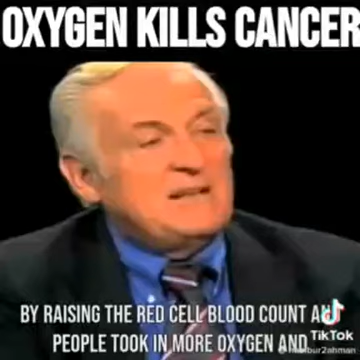 OXYGEN KILLS CANCER
BY RAISING THE RED CELL BLOOD COUNT
PEOPLE TOOK IN MORE OXYGEN AND
TikTok